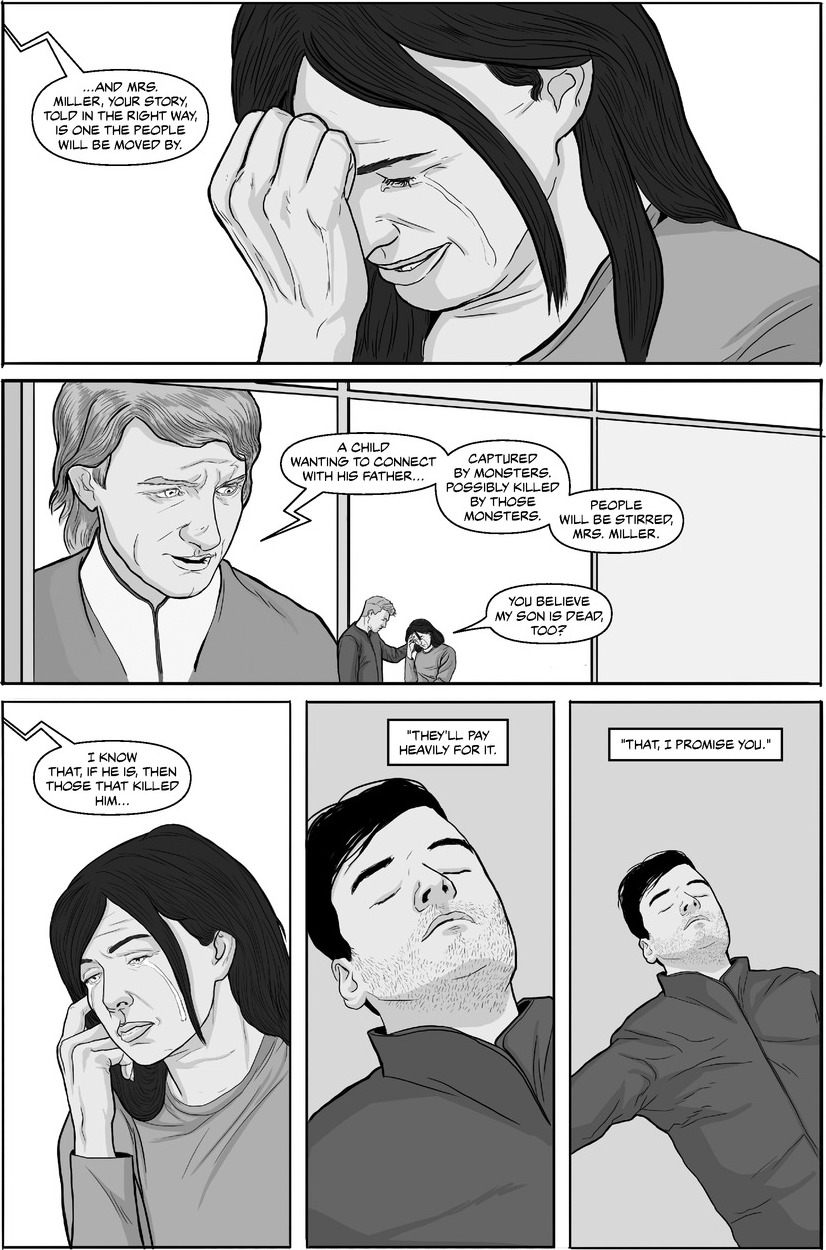 ...AND MRS.
MILLER, YOUR STORY,
TOLD IN THE RIGHT WAY,
IS ONE THE PEOPLE
WILL BE MOVED BY.
A CHILD
WANTING TO CONNECT
WITH HIS FATHER...
CAPTURED
BY MONSTERS.
POSSIBLY KILLED
BY THOSE
MONSTERS.
PEOPLE
WILL BE STIRRED,
MRS. MILLER.
YOU BELIEVE
MY SON IS DEAD,
TOO?
I KNOW
THAT, IF HE IS, THEN
THOSE THAT KILLED
HIM...
"THEY'LL PAY
HEAVILY FOR IT.
"THAT, I PROMISE YOU."